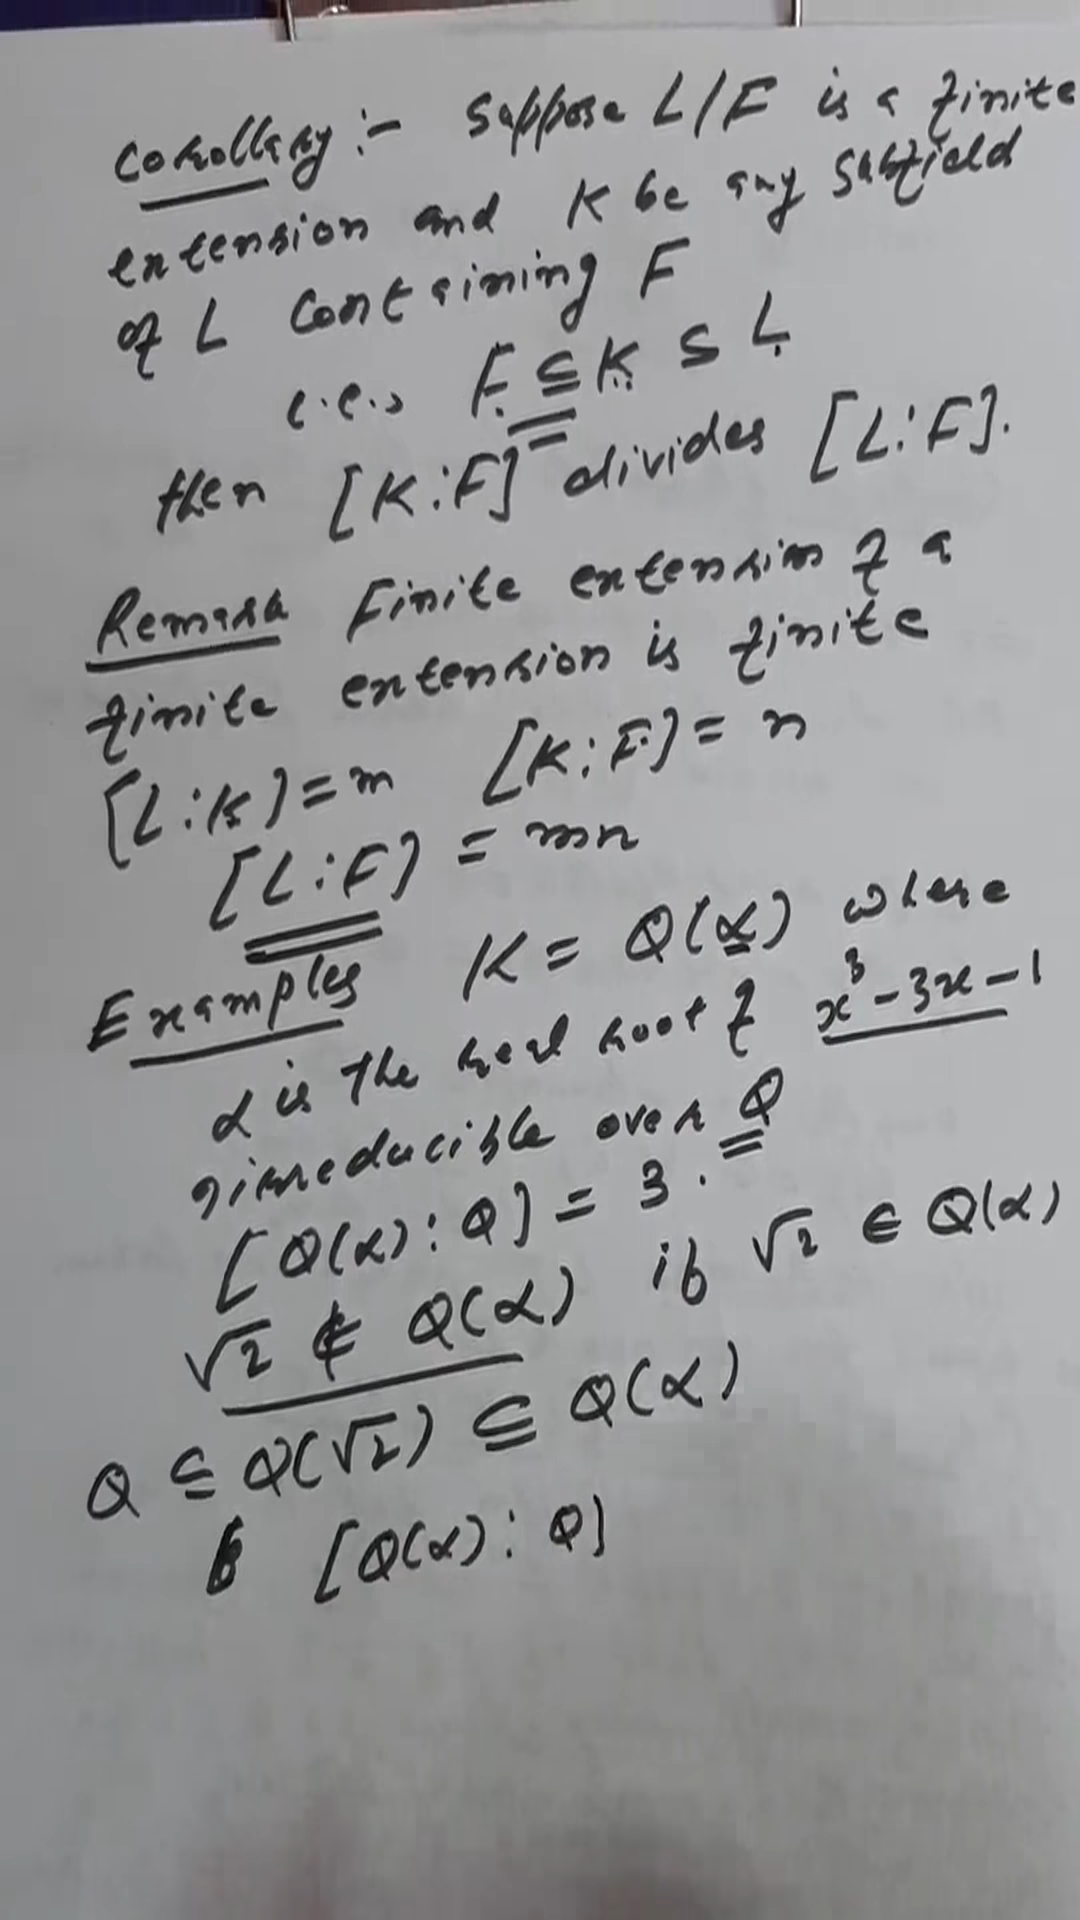 Corollary :- Suppose L/F is a finite
extension and K be any subfield
of L Containing F
i.e., F ⊆ K ⊆ L
then [K:F] divides [L:F].
Remark Finite extension of a
finite extension is finite
[L:K] = m [K:F] = n
[L:F] = mn
Examples K = Q(α) where
α is the real root of x³-3x-1
irreducible over Q
[Q(α):Q] = 3.
√2 ∉ Q(α) if √2 ∈ Q(α)
Q ⊆ Q(√2) ⊆ Q(α)
[Q(α):Q]